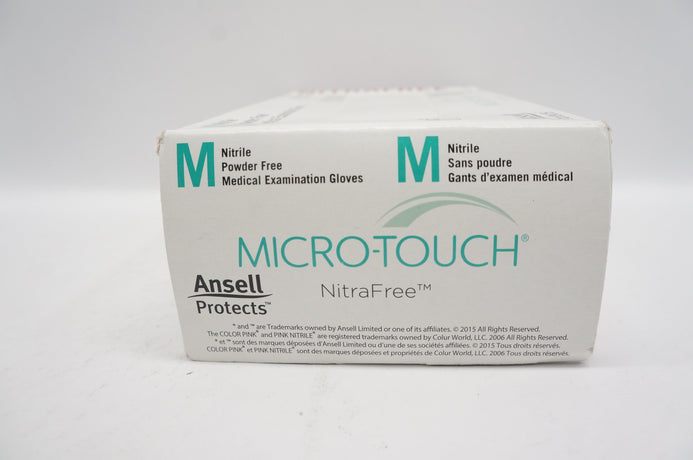 M Nitrile
Powder Free
Medical Examination Gloves
M Nitrile
Sans poudre
Gants d'examen médical
MICRO-TOUCH®
NitraFree™
Ansell
Protects™
® and ™ are Trademarks owned by Ansell Limited or one of its affiliates. © 2015 All Rights Reserved.
The COLOR PINK® and PINK NITRILE® are registered trademarks owned by Colur World, LLC. 2006 All Rights Reserved.
® et ™ sont des marques déposées d'Ansell Limited ou d'une de ses sociétés affiliées. © 2015 Tous droits réservés.
COLOR PINK® et PINK NITRILE® sont des marques déposées et propriétés de Colur World, LLC. 2006 Tous droits réservés.